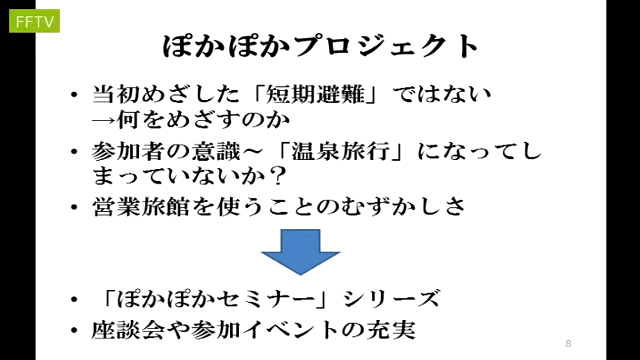 FFTV
ぽかぽかプロジェクト
• 当初めざした「短期避難」ではない
→何をめざすのか
• 参加者の意識～「温泉旅行」になってし
まっていないか？
• 営業旅館を使うことのむずかしさ
• 「ぽかぽかセミナー」シリーズ
• 座談会や参加イベントの充実
8